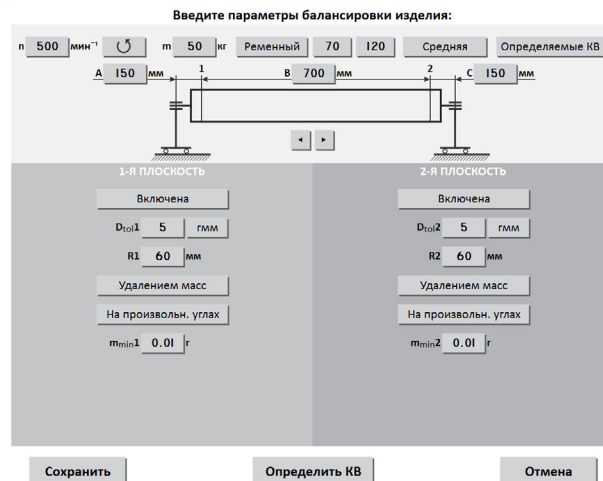 Введите параметры балансировки изделия:
n 500 мин⁻¹ m 50 кг Ременный 70 120 Средняя Определяемые КВ
A 150 мм 1 B 700 мм 2 C 150 мм
1-Я ПЛОСКОСТЬ 2-Я ПЛОСКОСТЬ
Включена Включена
Dtol1 5 гмм Dtol2 5 гмм
R1 60 мм R2 60 мм
Удалением масс Удалением масс
На произвольн. углах На произвольн. углах
mmin1 0.01 г mmin2 0.01 г
Сохранить Определить КВ Отмена